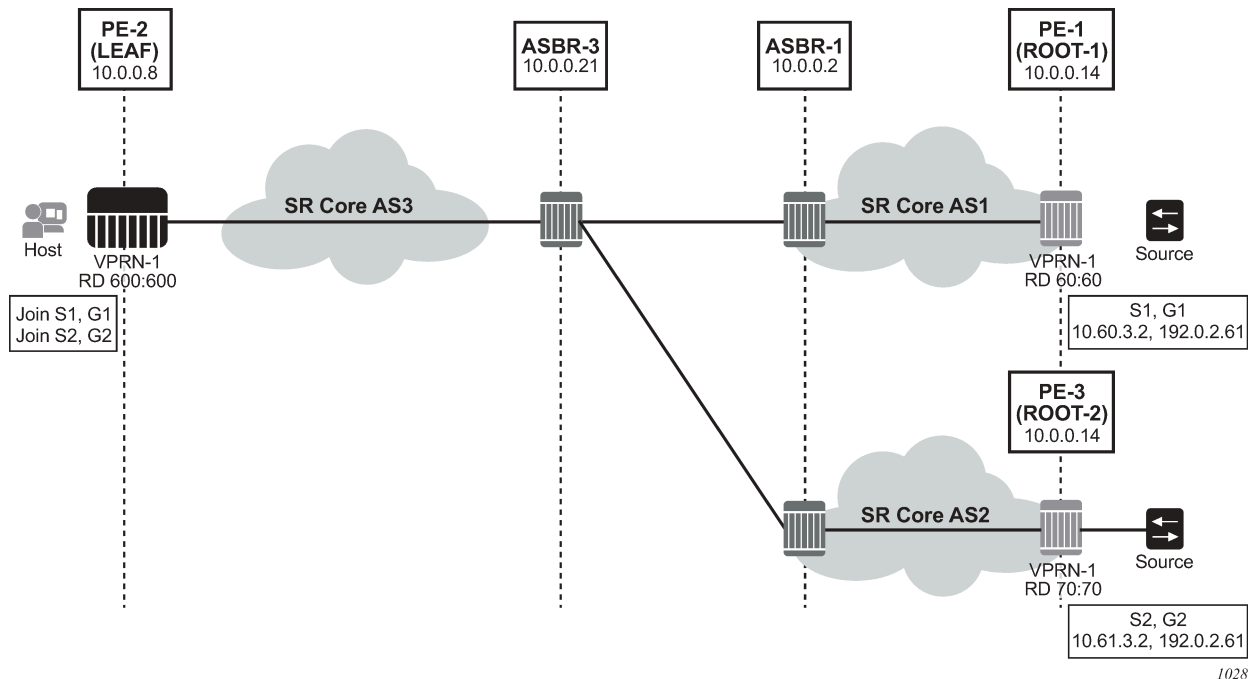 PE-2
(LEAF)
10.0.0.8
ASBR-3
10.0.0.21
ASBR-1
10.0.0.2
PE-1
(ROOT-1)
10.0.0.14
SR Core AS3
SR Core AS1
Host
VPRN-1
RD 600:600
Source
VPRN-1
RD 60:60
Join S1, G1
Join S2, G2
S1, G1
10.60.3.2, 192.0.2.61
PE-3
(ROOT-2)
10.0.0.14
SR Core AS2
Source
VPRN-1
RD 70:70
S2, G2
10.61.3.2, 192.0.2.61
1028